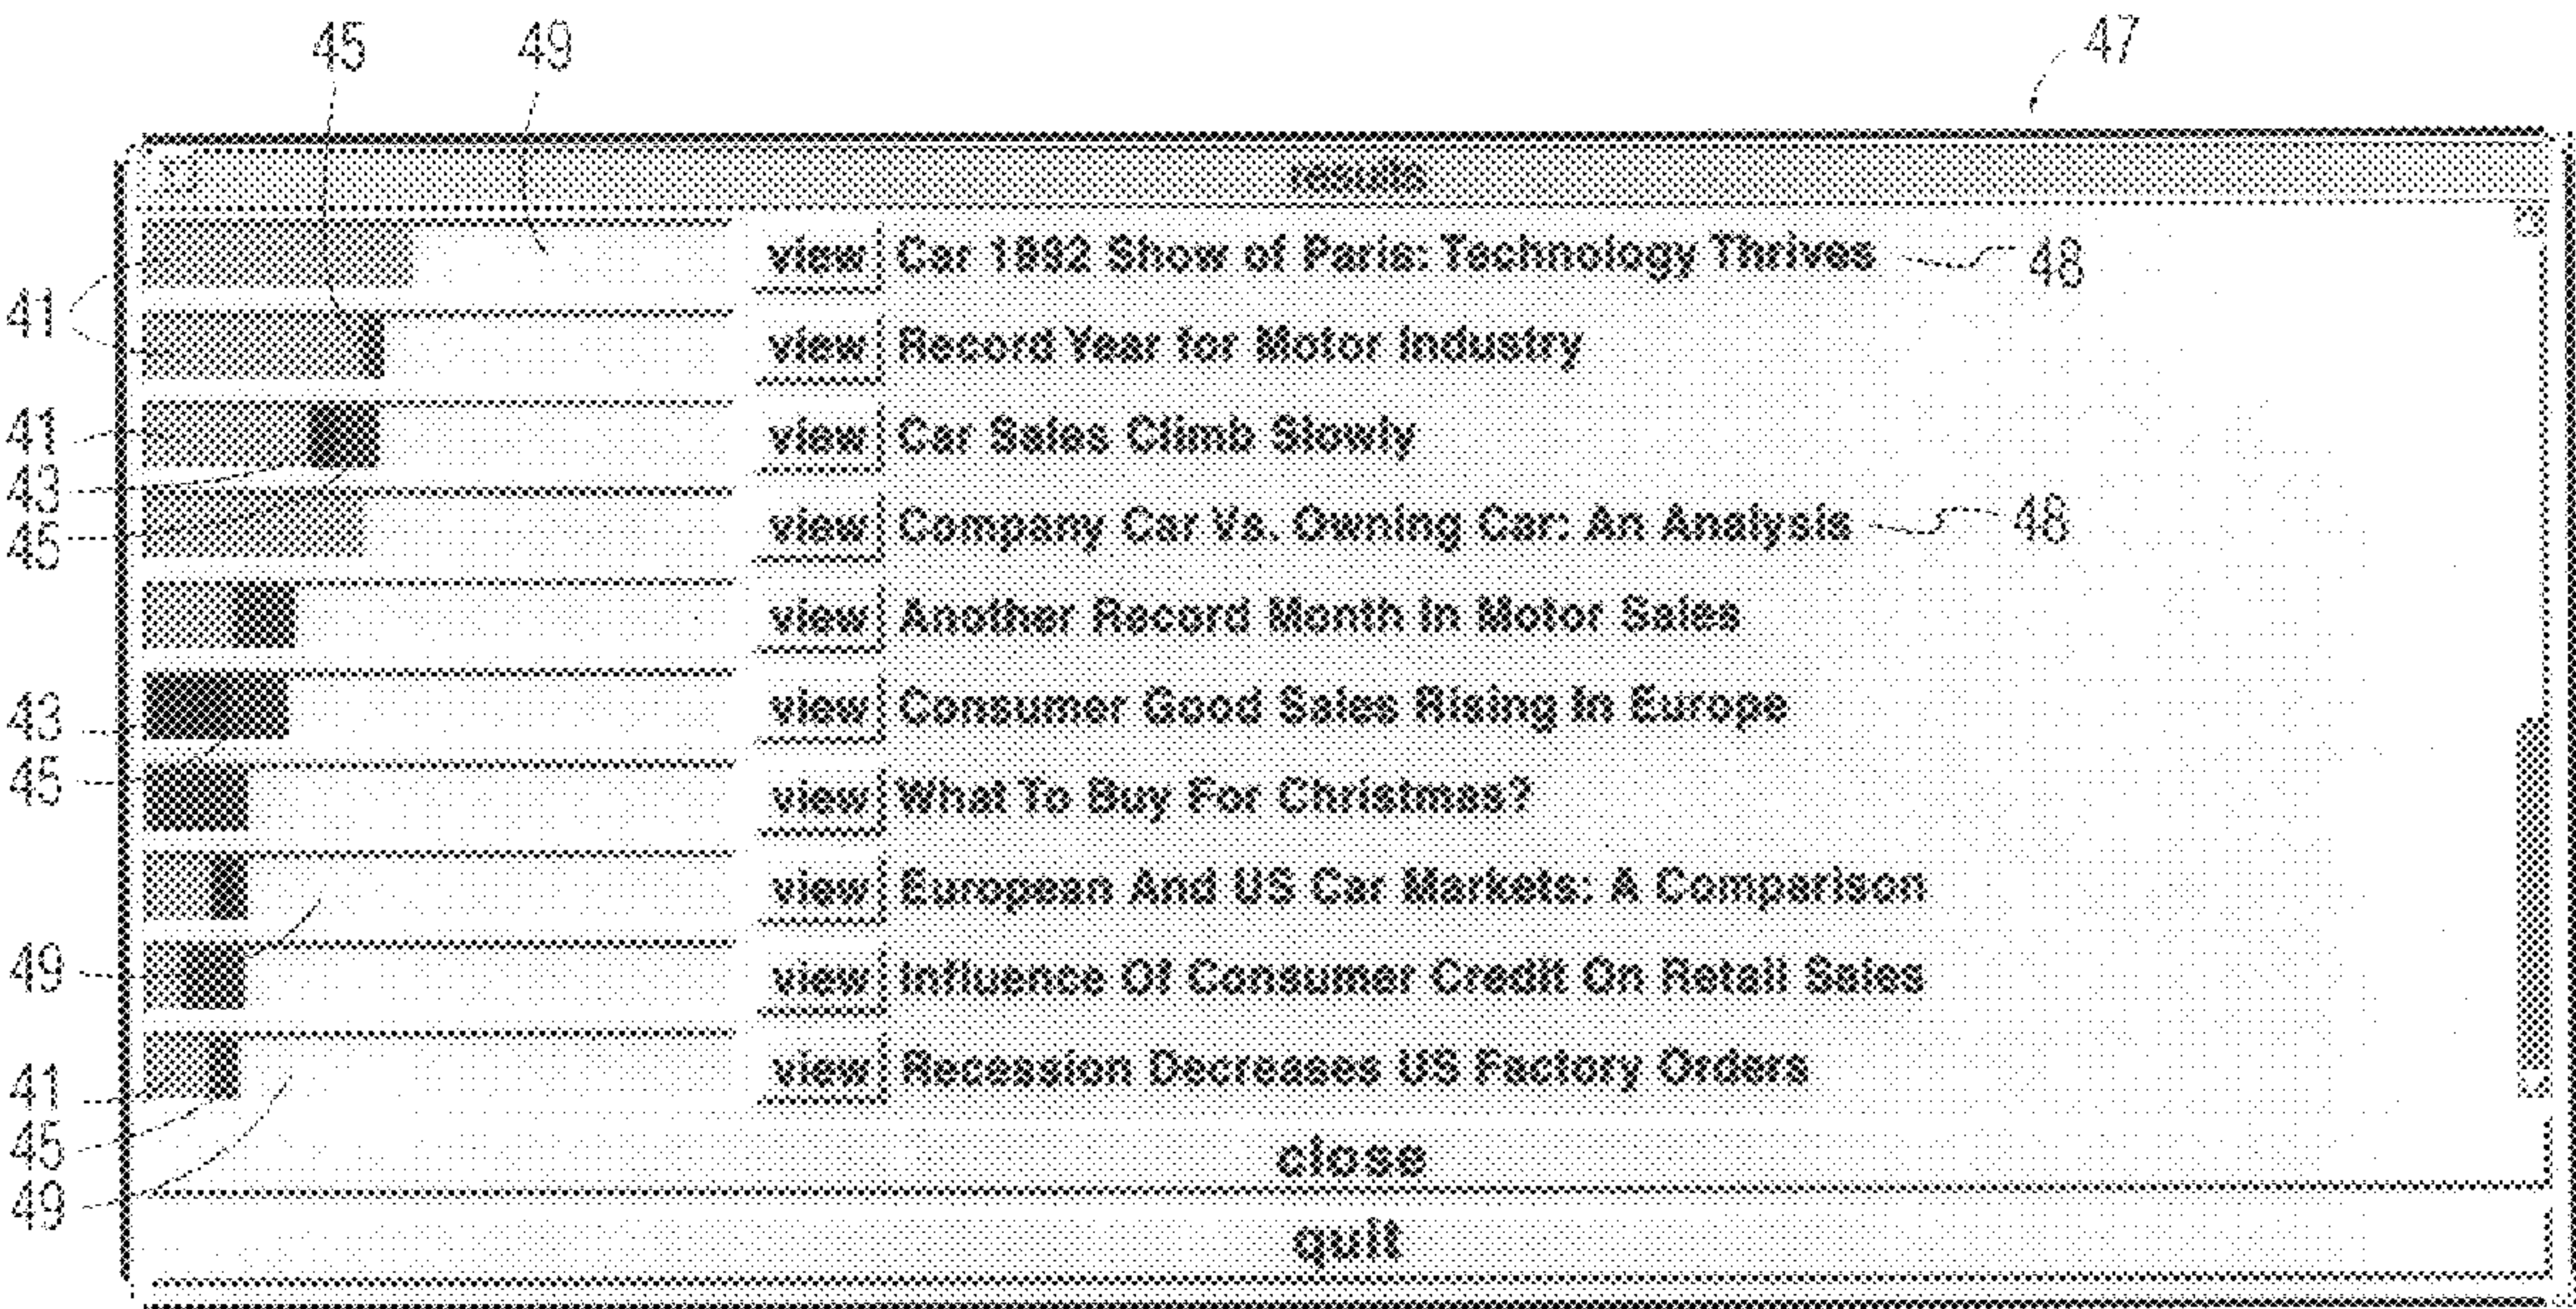 45 49 47
results
view Car 1992 Show of Paris: Technology Thrives 48
41
view Record Year for Motor Industry
41 view Car Sales Climb Slowly
43
45 view Company Car Vs. Owning Car: An Analysis 48
view Another Record Month in Motor Sales
43 view Consumer Good Sales Rising In Europe
45 view What To Buy For Christmas?
view European And US Car Markets: A Comparison
49 view Influence Of Consumer Credit On Retail Sales
41 view Recession Decreases US Factory Orders
45 close
49
quit